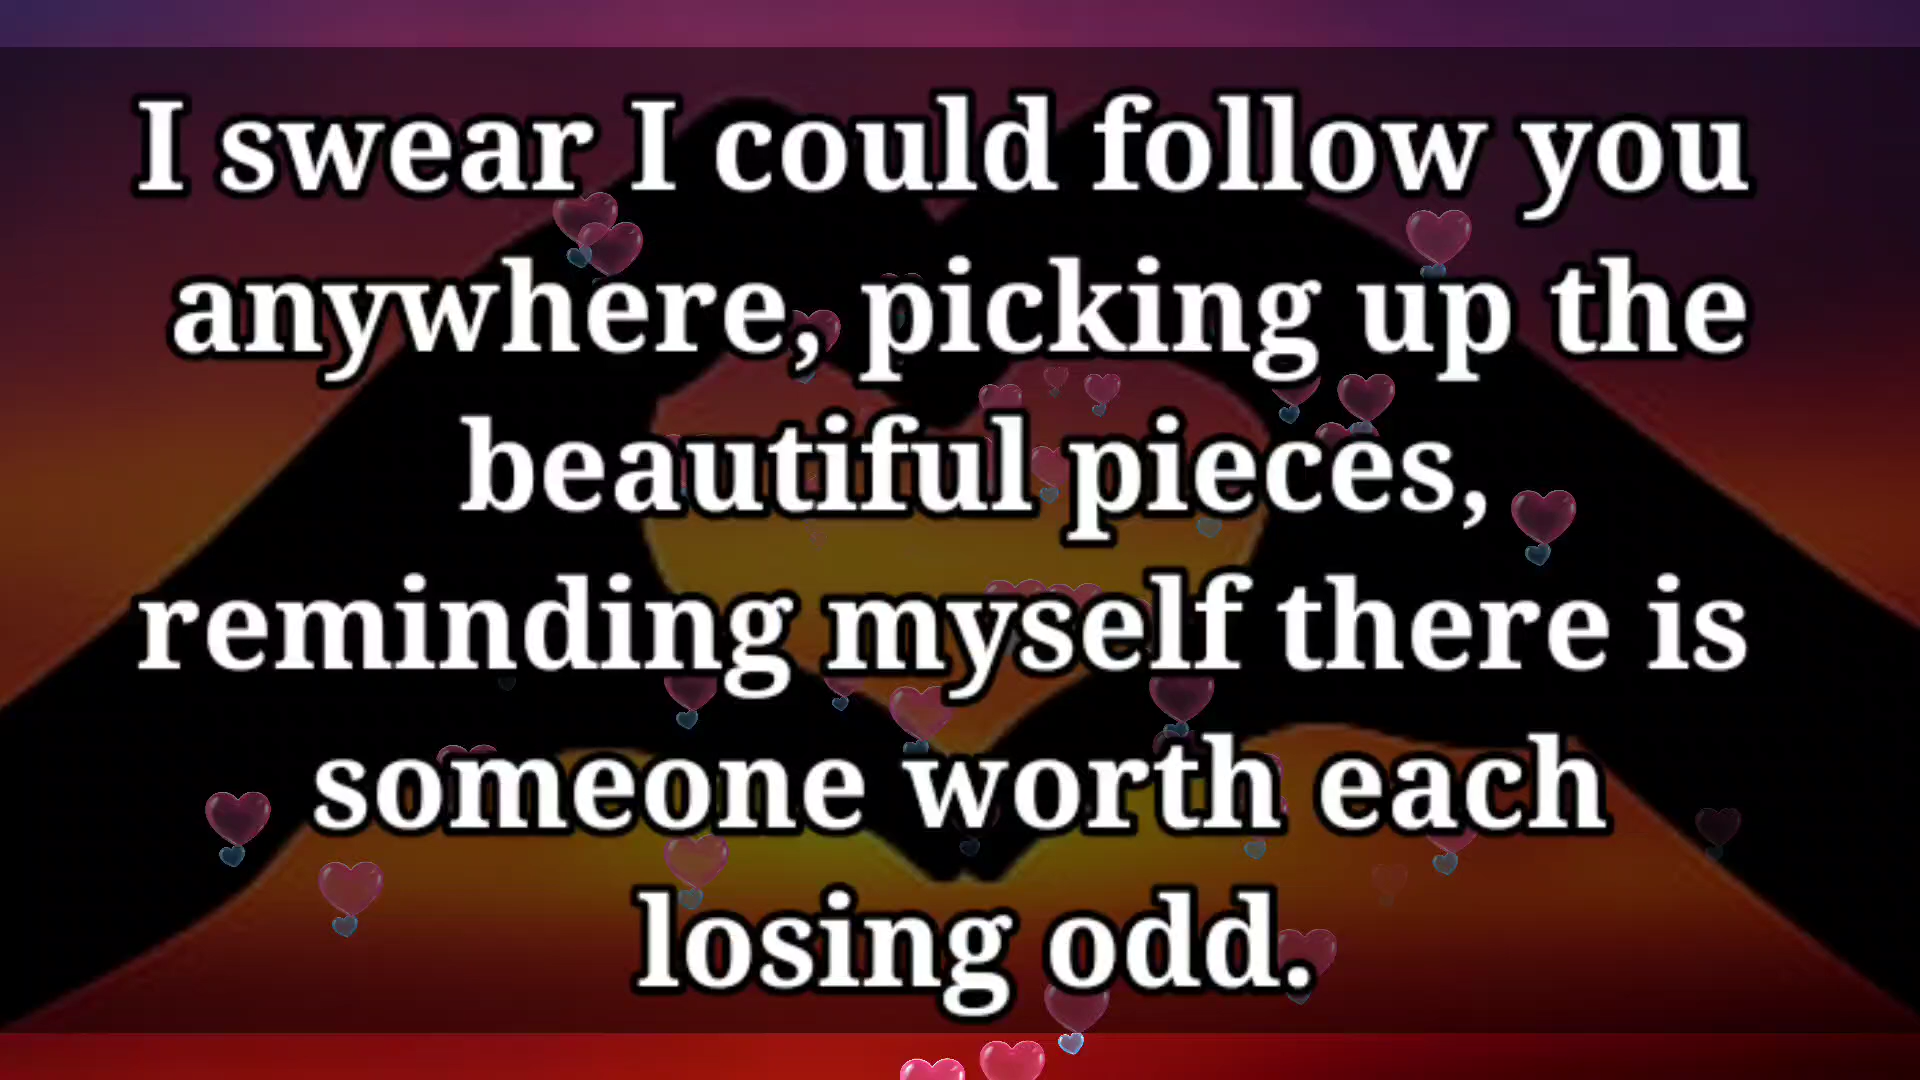 I swear I could follow you
anywhere, picking up the
beautiful pieces,
reminding myself there is
someone worth each
losing odd.